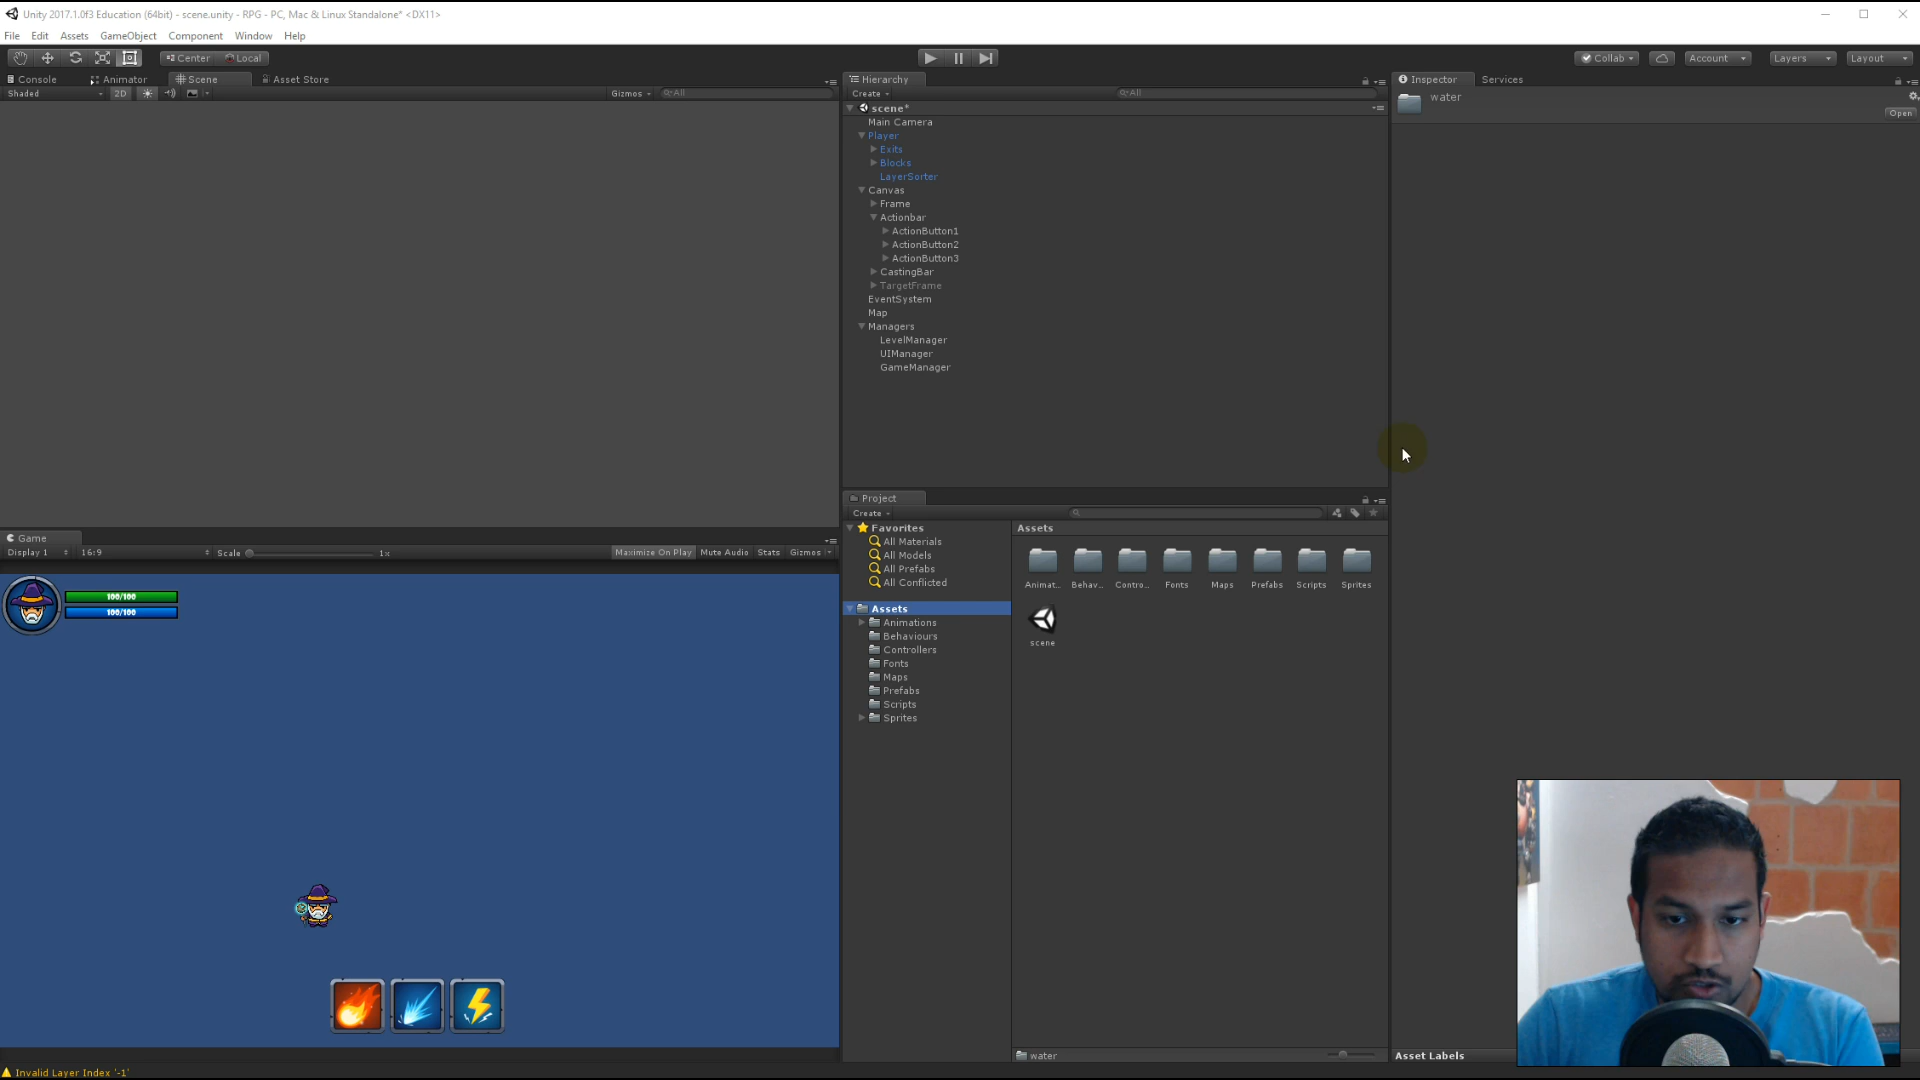 Unity 2017.1.0f3 Education (64bit) - scene.unity - RPG - PC, Mac & Linux Standalone* <DX11>
File Edit Assets GameObject Component Window Help
Center Local Collab Account Layers Layout
Console Animator Scene Asset Store
Shaded 2D Gizmos All
Hierarchy
Create All
scene*
Main Camera
Player
Exits
Blocks
LayerSorter
Canvas
Frame
Actionbar
ActionButton1
ActionButton2
ActionButton3
CastingBar
TargetFrame
EventSystem
Map
Managers
LevelManager
UIManager
GameManager
Inspector Services
water
Open
Game
Display 1 16:9 Scale 1x Maximize On Play Mute Audio Stats Gizmos
100/100
100/100
Project
Create
Favorites
All Materials
All Models
All Prefabs
All Conflicted
Assets
Animations
Behaviours
Controllers
Fonts
Maps
Prefabs
Scripts
Sprites
Assets
Animat... Behav... Contro... Fonts Maps Prefabs Scripts Sprites
scene
water
Asset Labels
Invalid Layer Index '-1'